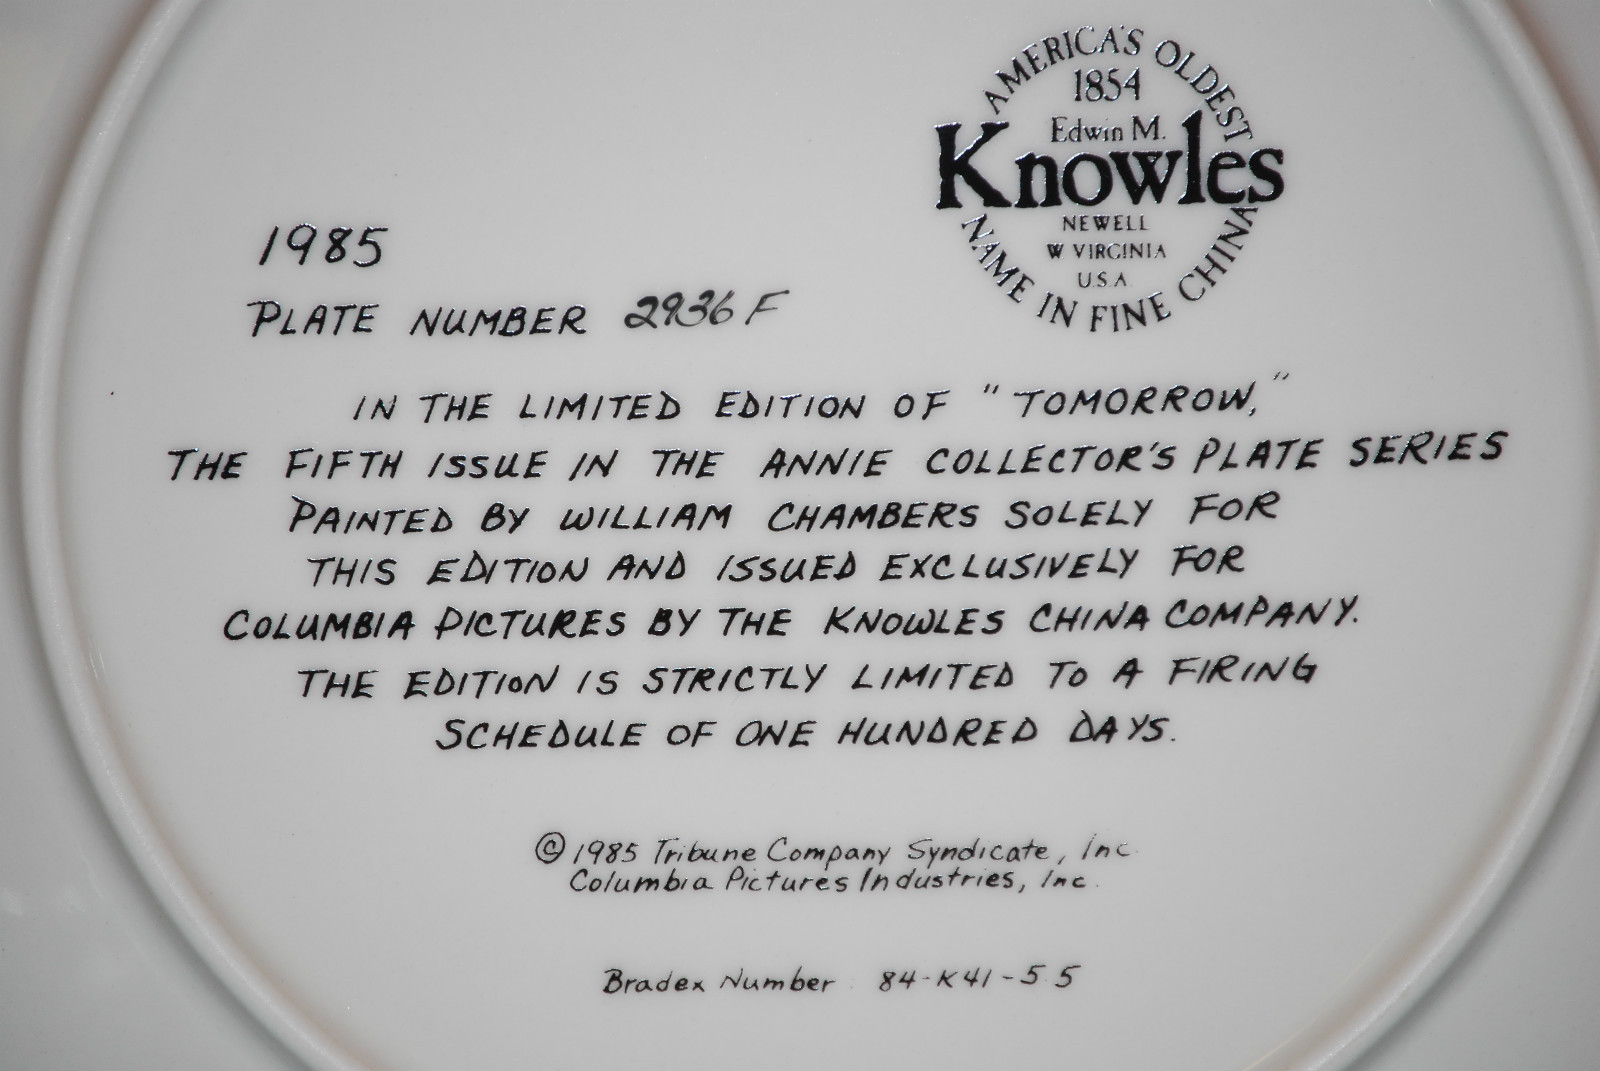 AMERICA'S OLDEST
1854
Edwin M.
Knowles
NEWELL
W VIRGINIA
U.S.A
NAME IN FINE CHINA
1985
PLATE NUMBER 2936 F
IN THE LIMITED EDITION OF "TOMORROW,"
THE FIFTH ISSUE IN THE ANNIE COLLECTOR'S PLATE SERIES
PAINTED BY WILLIAM CHAMBERS SOLELY FOR
THIS EDITION AND ISSUED EXCLUSIVELY FOR
COLUMBIA PICTURES BY THE KNOWLES CHINA COMPANY.
THE EDITION IS STRICTLY LIMITED TO A FIRING
SCHEDULE OF ONE HUNDRED DAYS.
© 1985 Tribune Company Syndicate, Inc.
Columbia Pictures Industries, Inc.
Bradex Number 84-K41-5.5